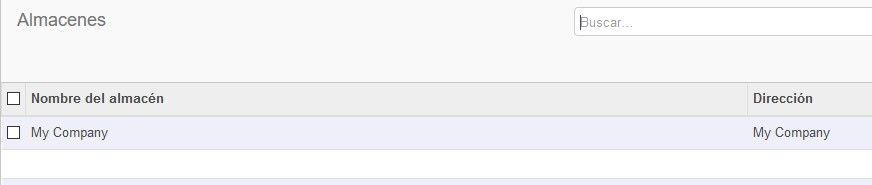 Almacenes
Buscar...
Nombre del almacén Dirección
My Company My Company